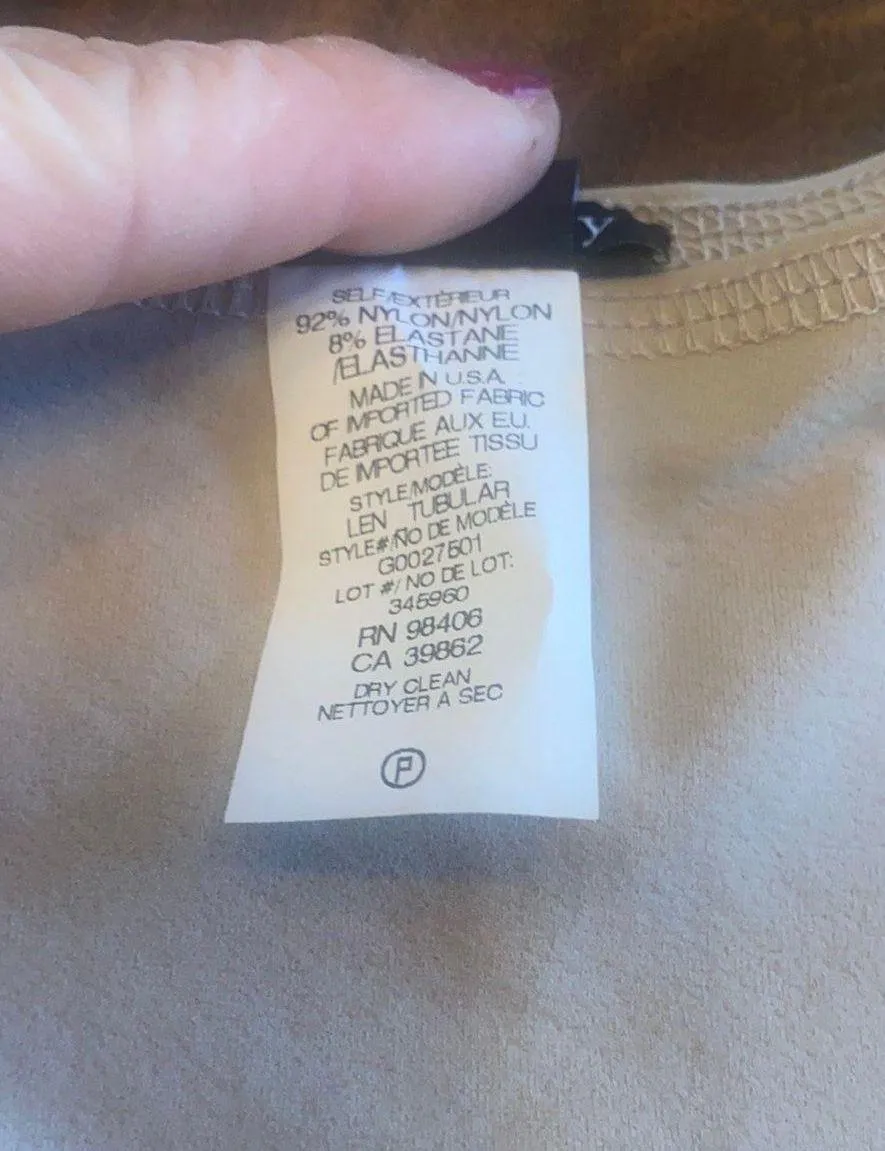 Y
SELF/EXTÉRIEUR
92% NYLON/NYLON
8% ELASTANE
/ELASTHANNE
MADE IN U.S.A.
OF IMPORTED FABRIC
FABRIQUE AUX E.U.
DE IMPORTEE TISSU
STYLE/MODÈLE:
LEN TUBULAR
STYLE#/ÑO DE MODÈLE
G0027501
LOT #/ NO DE LOT:
345960
RN 98406
CA 39862
DRY CLEAN
NETTOYER A SEC
P